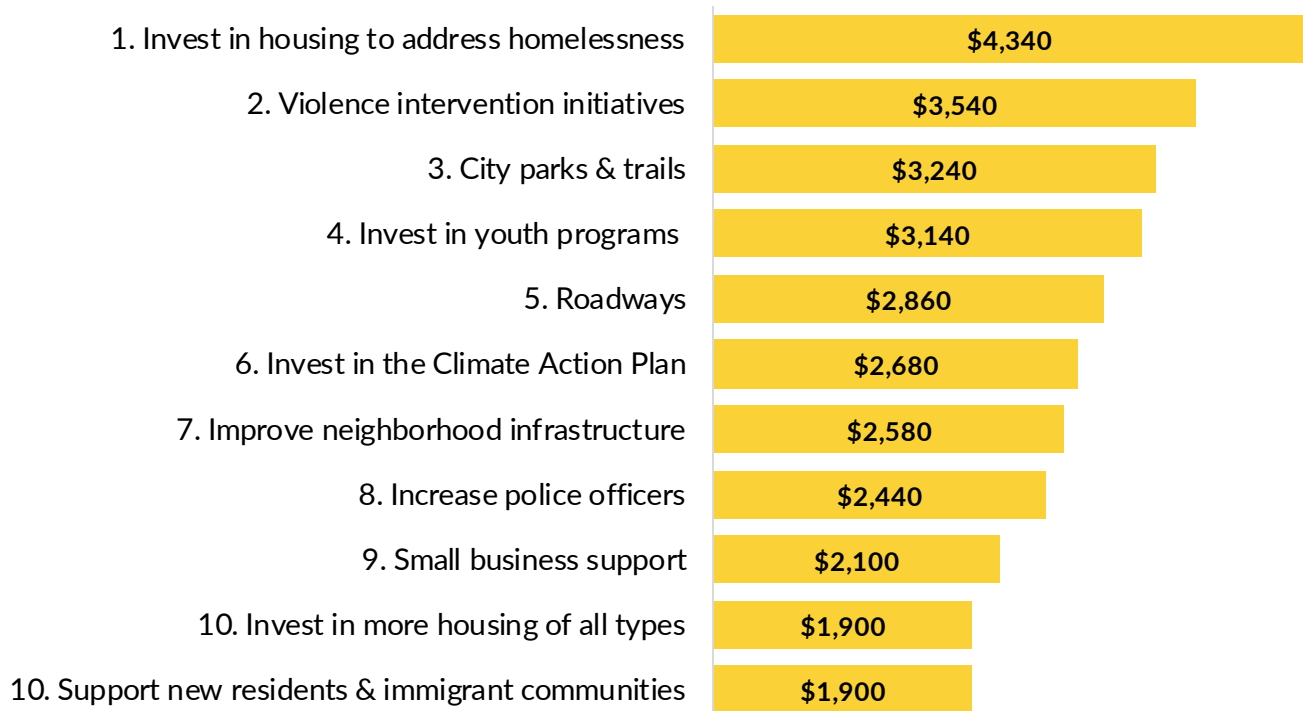 1. Invest in housing to address homelessness $4,340
2. Violence intervention initiatives $3,540
3. City parks & trails $3,240
4. Invest in youth programs $3,140
5. Roadways $2,860
6. Invest in the Climate Action Plan $2,680
7. Improve neighborhood infrastructure $2,580
8. Increase police officers $2,440
9. Small business support $2,100
10. Invest in more housing of all types $1,900
10. Support new residents & immigrant communities $1,900